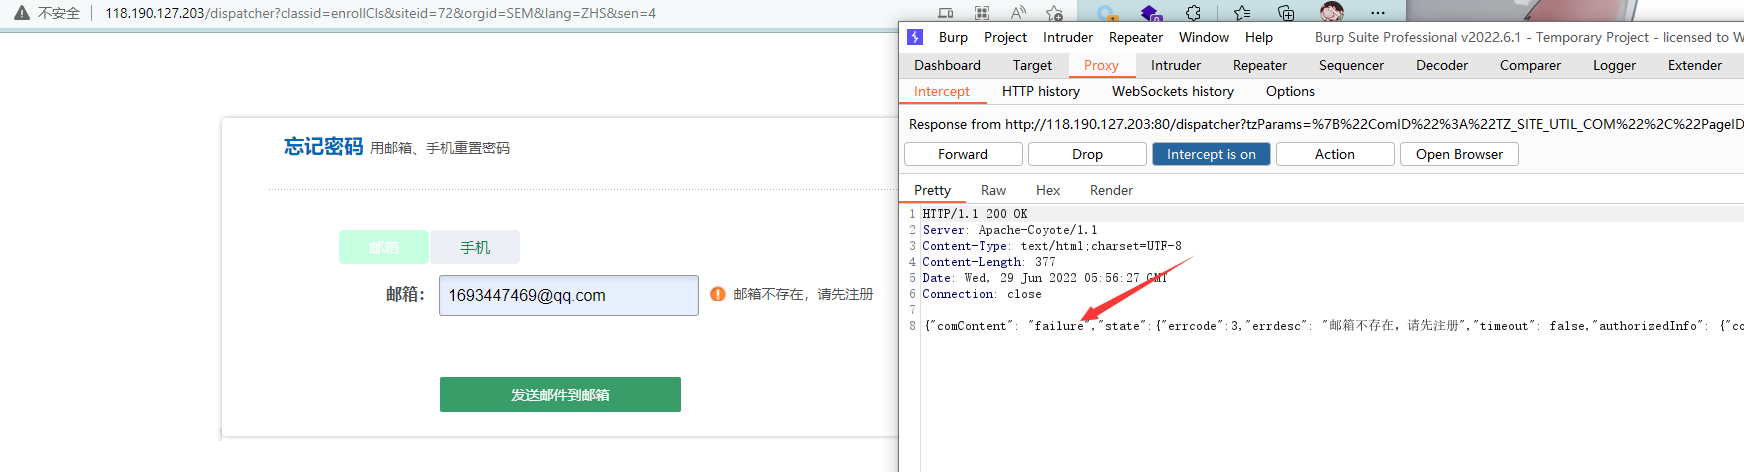 不安全 118.190.127.203/dispatcher?classid=enrollCls&siteid=72&orgid=SEM&lang=ZHS&sen=4
忘记密码 用邮箱、手机重置密码
邮箱 手机
邮箱： 1693447469@qq.com 邮箱不存在，请先注册
发送邮件到邮箱
Burp Project Intruder Repeater Window Help Burp Suite Professional v2022.6.1 - Temporary Project - licensed to W
Dashboard Target Proxy Intruder Repeater Sequencer Decoder Comparer Logger Extender
Intercept HTTP history WebSockets history Options
Response from http://118.190.127.203:80/dispatcher?tzParams=%7B%22ComID%22%3A%22TZ_SITE_UTIL_COM%22%2C%22PageID
Forward Drop Intercept is on Action Open Browser
Pretty Raw Hex Render
1 HTTP/1.1 200 OK
2 Server: Apache-Coyote/1.1
3 Content-Type: text/html;charset=UTF-8
4 Content-Length: 377
5 Date: Wed, 29 Jun 2022 05:56:27 GMT
6 Connection: close
7
8 {"comContent": "failure","state":{"errcode":3,"errdesc": "邮箱不存在，请先注册","timeout": false,"authorizedInfo": {"co